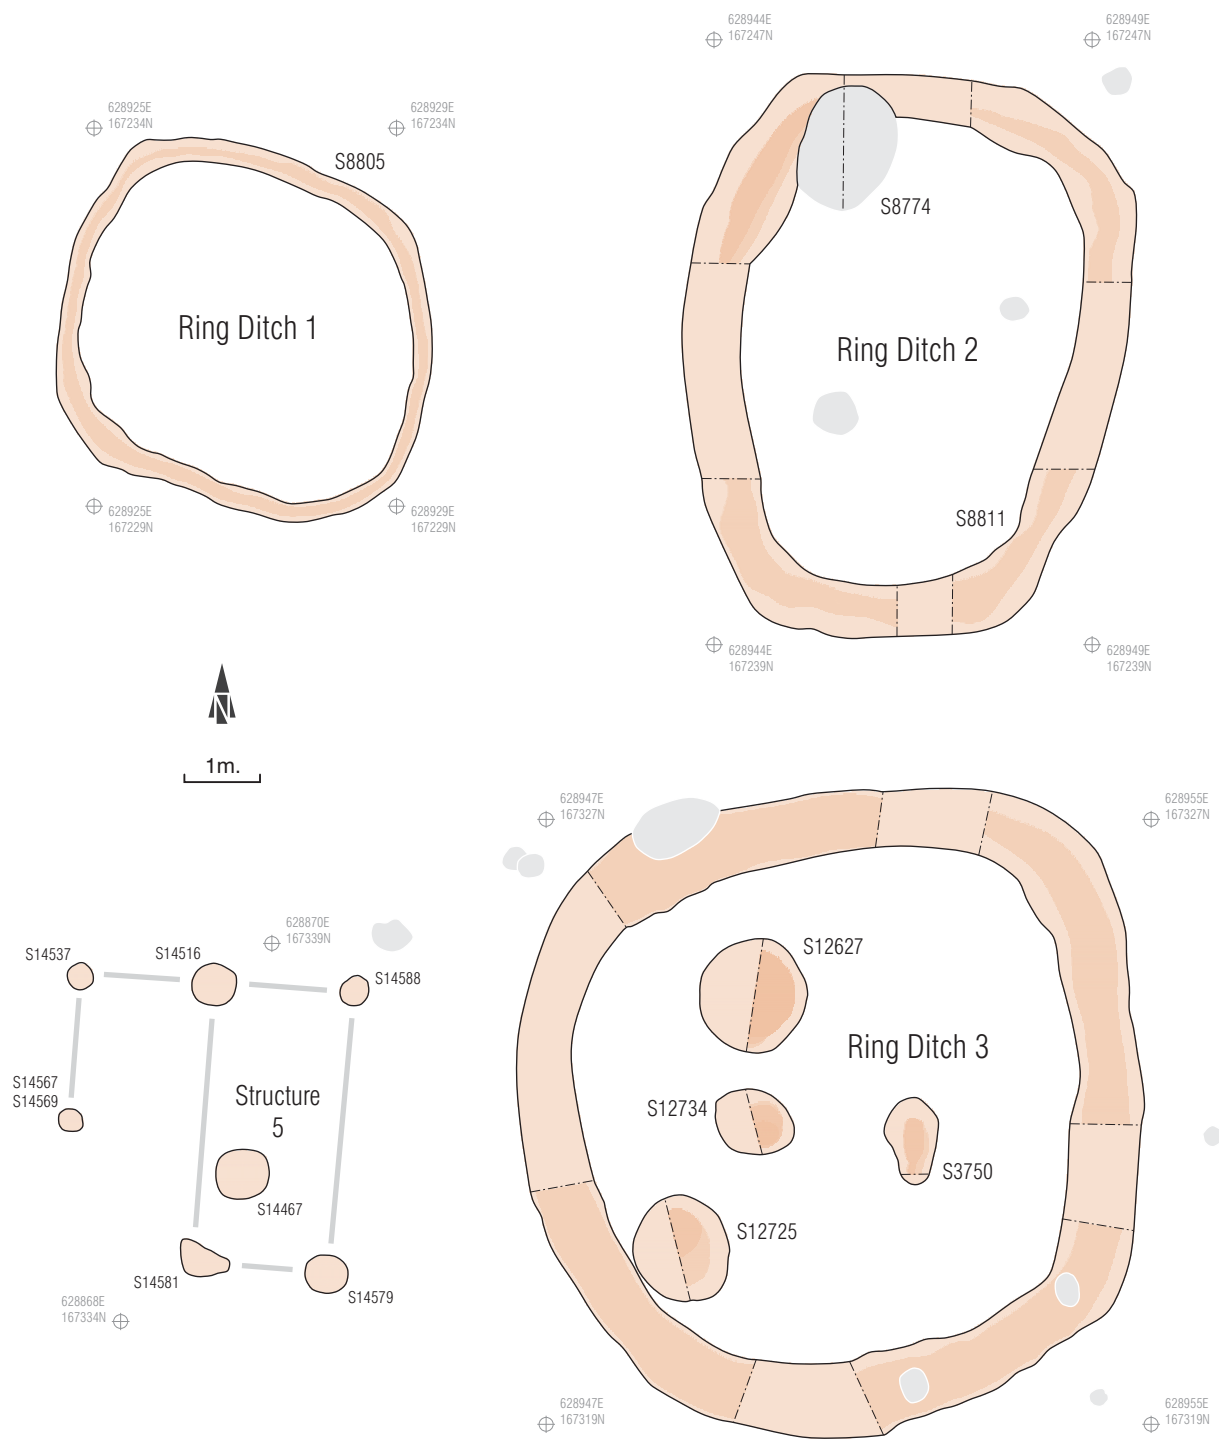 628944E
167247N
628949E
167247N
628925E
167234N
628929E
167234N
S8805
S8774
Ring Ditch 1
Ring Ditch 2
628925E
167229N
628929E
167229N
S8811
628944E
167239N
628949E
167239N
N
1m.
628947E
167327N
628955E
167327N
628870E
167339N
S14537
S14516
S14588
S12627
Ring Ditch 3
S14567
S14569
Structure
5
S12734
S3750
S14467
S12725
S14581
S14579
628868E
167334N
628947E
167319N
628955E
167319N